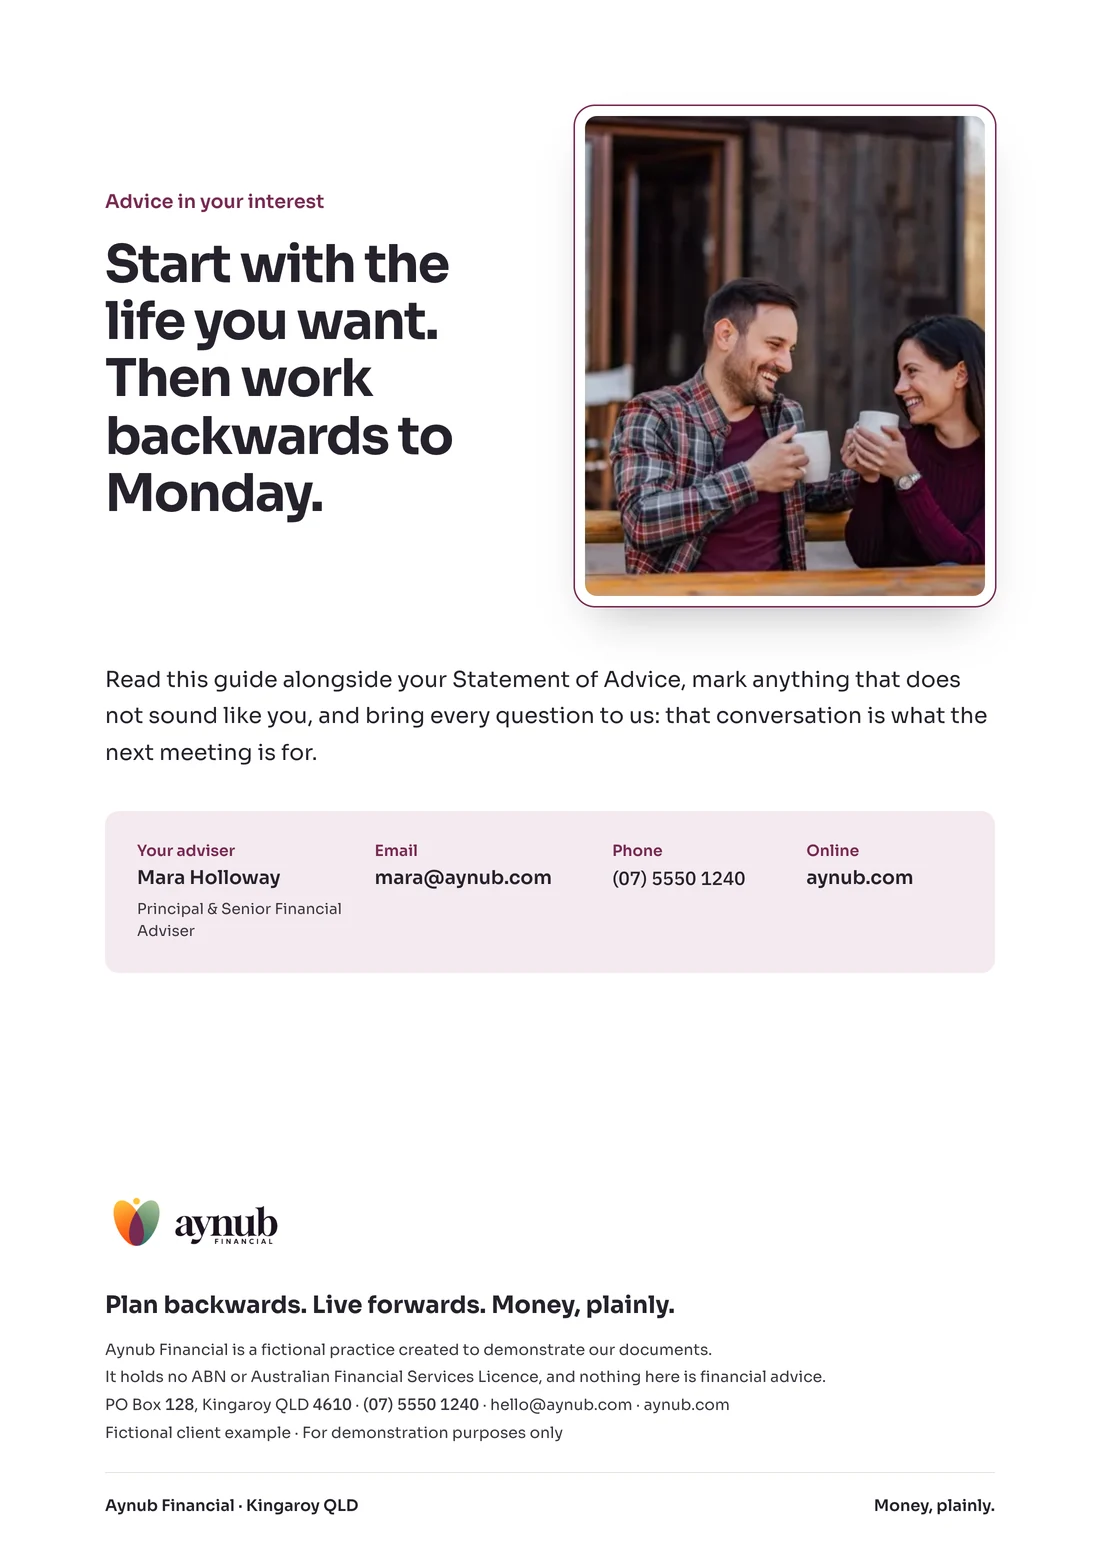 Advice in your interest
Start with the
life you want.
Then work
backwards to
Monday.
Read this guide alongside your Statement of Advice, mark anything that does
not sound like you, and bring every question to us: that conversation is what the
next meeting is for.
Your adviser
Mara Holloway
Principal & Senior Financial
Adviser
Email
mara@aynub.com
Phone
(07) 5550 1240
Online
aynub.com
aynub
FINANCIAL
Plan backwards. Live forwards. Money, plainly.
Aynub Financial is a fictional practice created to demonstrate our documents.
It holds no ABN or Australian Financial Services Licence, and nothing here is financial advice.
PO Box 128, Kingaroy QLD 4610 · (07) 5550 1240 · hello@aynub.com · aynub.com
Fictional client example · For demonstration purposes only
Aynub Financial · Kingaroy QLD
Money, plainly.